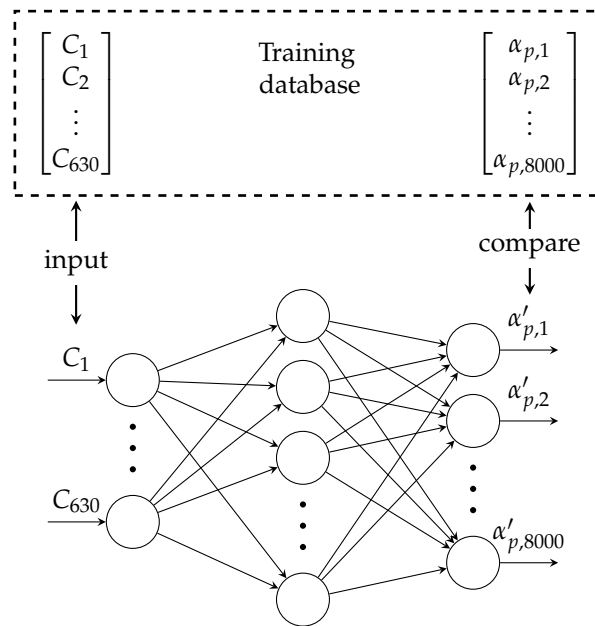 C₁
C₂
⋮
C₆₃₀
Training
database
αₚ,₁
αₚ,₂
⋮
αₚ,₈₀₀₀
input
compare
C₁
C₆₃₀
α′ₚ,₁
α′ₚ,₂
α′ₚ,₈₀₀₀